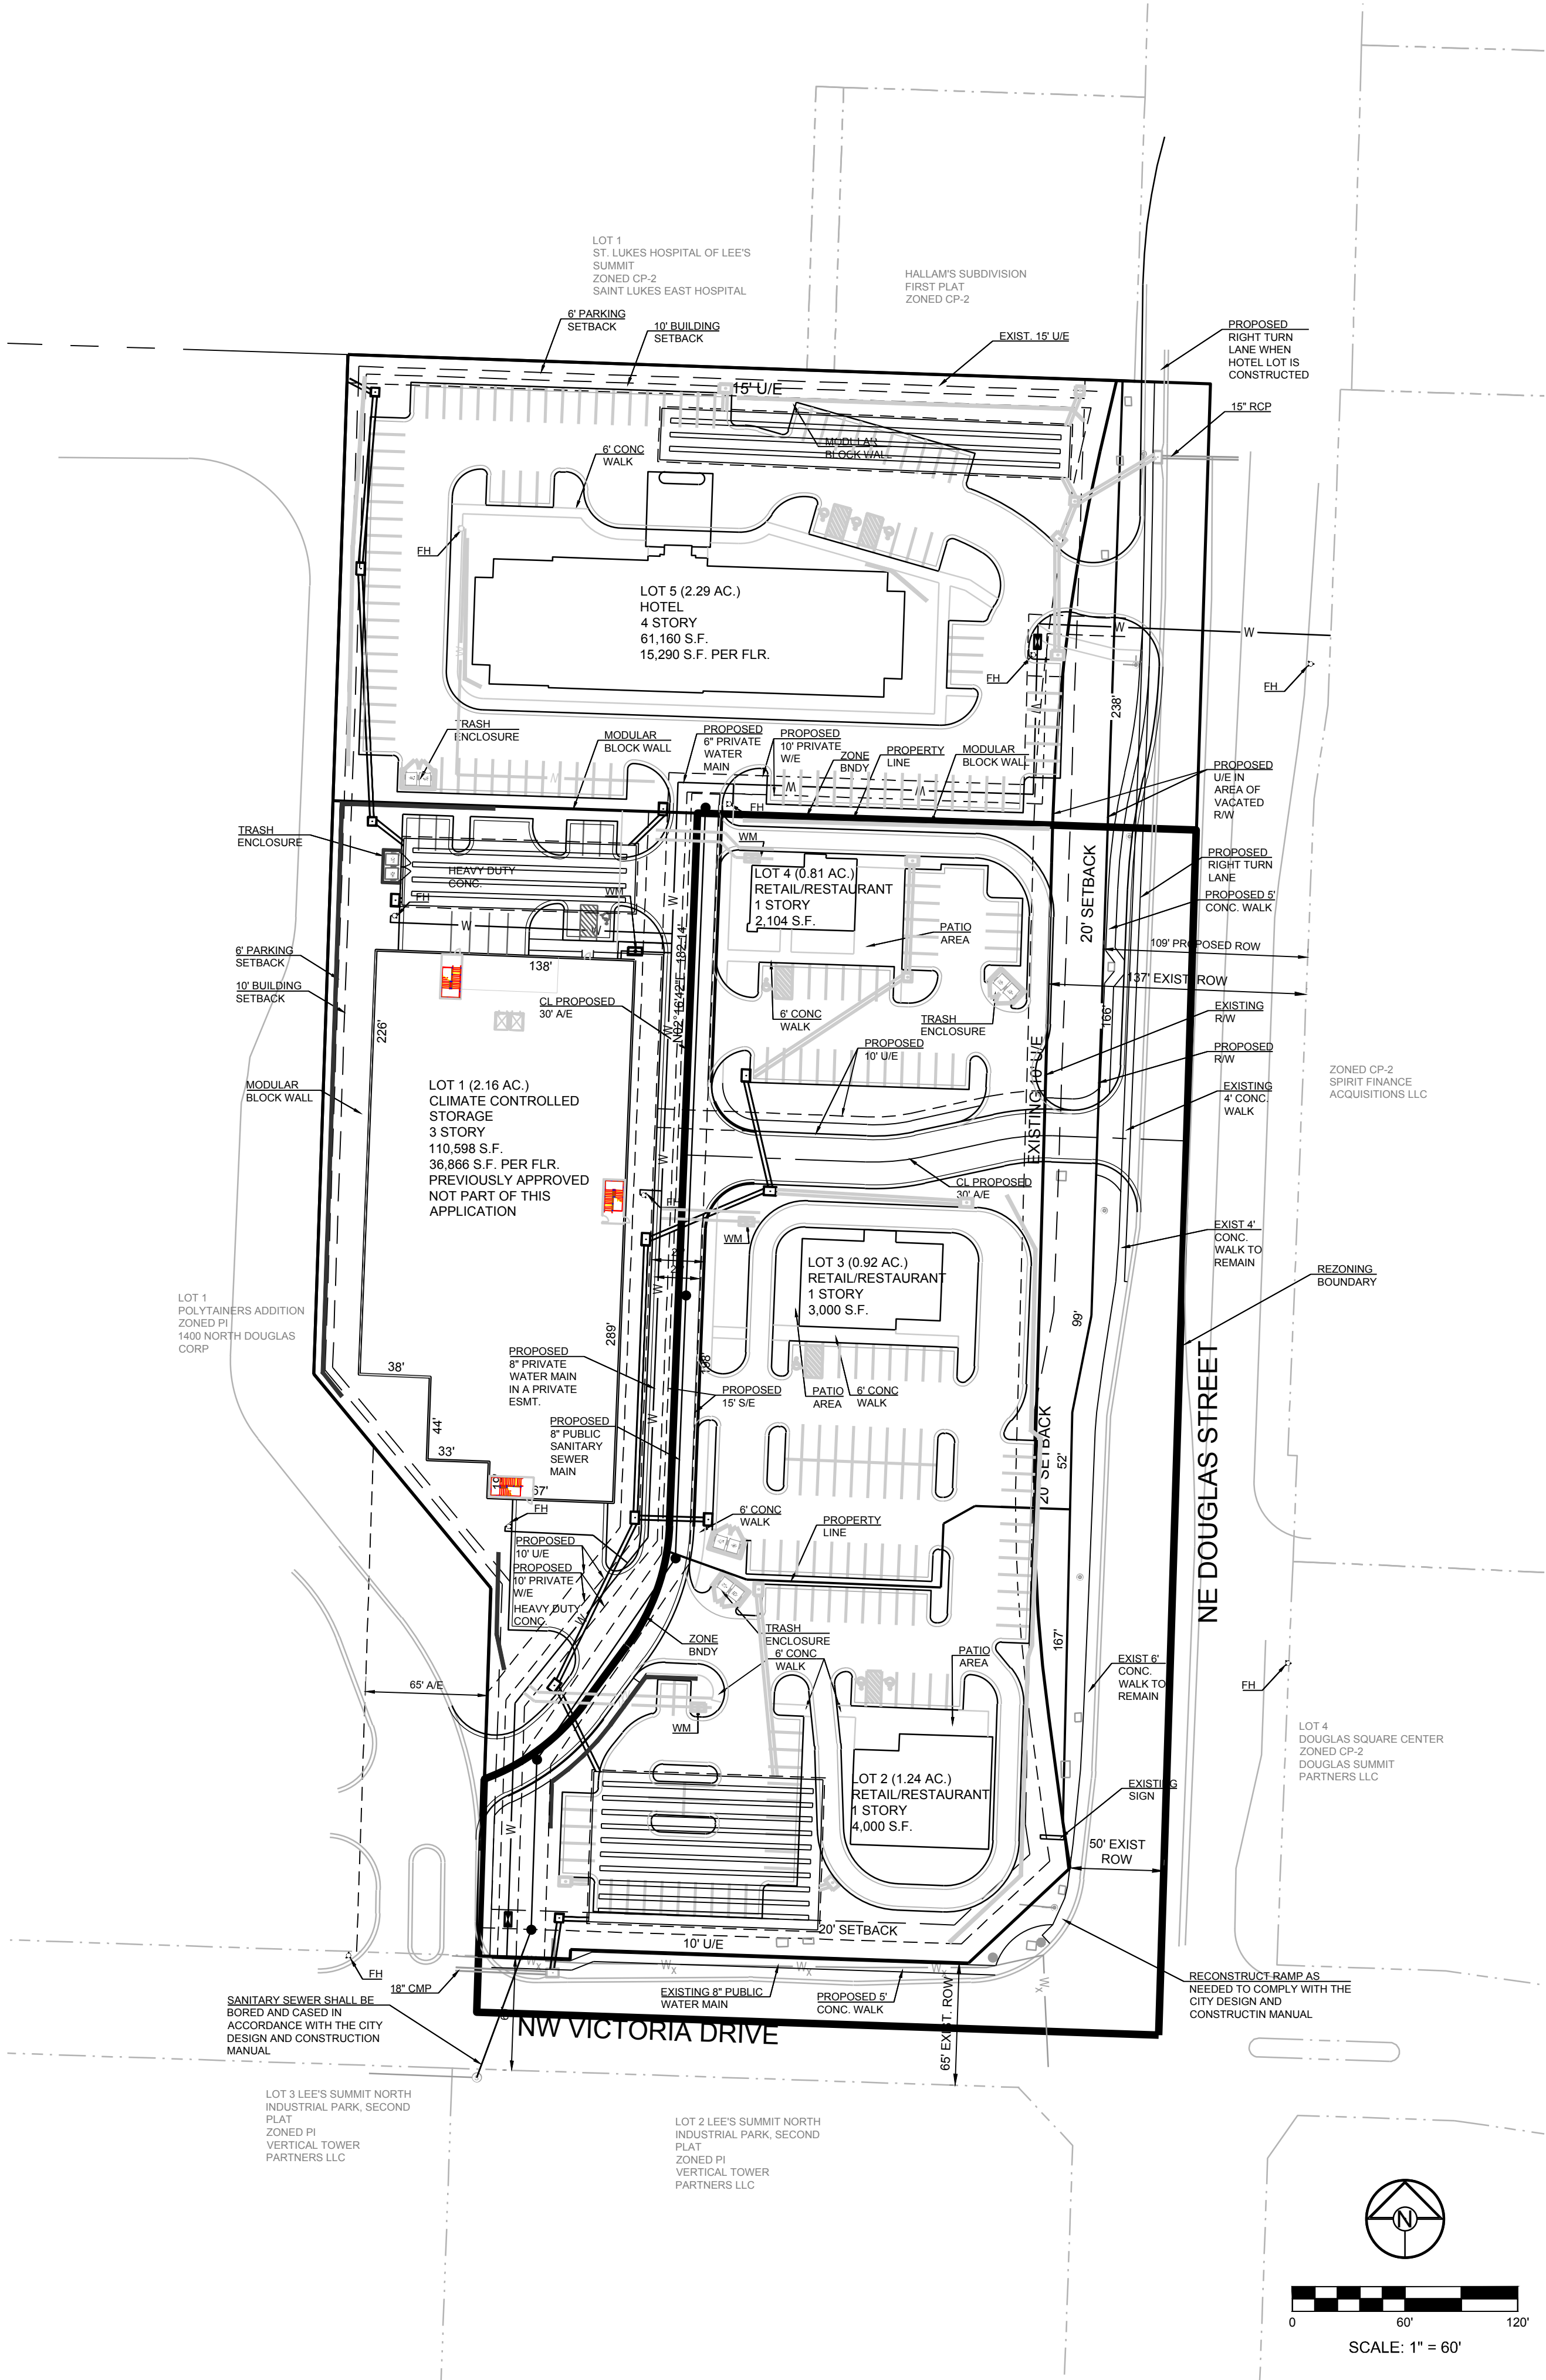 LOT 1
ST. LUKES HOSPITAL OF LEE'S
SUMMIT
ZONED CP-2
SAINT LUKES EAST HOSPITAL
HALLAM'S SUBDIVISION
FIRST PLAT
ZONED CP-2
6' PARKING
SETBACK
10' BUILDING
SETBACK
EXIST. 15' U/E
PROPOSED
RIGHT TURN
LANE WHEN
HOTEL LOT IS
CONSTRUCTED
15' U/E
15" RCP
MODULAR
BLOCK WALL
6' CONC
WALK
FH
LOT 5 (2.29 AC.)
HOTEL
4 STORY
61,160 S.F.
15,290 S.F. PER FLR.
W
W
FH
FH
238'
TRASH
ENCLOSURE
MODULAR
BLOCK WALL
PROPOSED
6" PRIVATE
WATER
MAIN
PROPOSED
10' PRIVATE
W/E
ZONE
BNDY
PROPERTY
LINE
MODULAR
BLOCK WALL
PROPOSED
U/E IN
AREA OF
VACATED
R/W
W
W
W
W
W
FH
TRASH
ENCLOSURE
WM
HEAVY DUTY
CONC.
FH
WM
W
W
W
LOT 4 (0.81 AC.)
RETAIL/RESTAURANT
1 STORY
2,104 S.F.
PATIO
AREA
20' SETBACK
PROPOSED
RIGHT TURN
LANE
PROPOSED 5'
CONC. WALK
109' PROPOSED ROW
137' EXIST ROW
6' PARKING
SETBACK
10' BUILDING
SETBACK
138'
226'
CL PROPOSED
30' A/E
N02°16'42"E
182.14'
6' CONC
WALK
TRASH
ENCLOSURE
166'
EXISTING
R/W
PROPOSED
R/W
PROPOSED
10' U/E
EXISTING 10' U/E
EXISTING
4' CONC.
WALK
ZONED CP-2
SPIRIT FINANCE
ACQUISITIONS LLC
MODULAR
BLOCK WALL
LOT 1 (2.16 AC.)
CLIMATE CONTROLLED
STORAGE
3 STORY
110,598 S.F.
36,866 S.F. PER FLR.
PREVIOUSLY APPROVED
NOT PART OF THIS
APPLICATION
W
W
FH
CL PROPOSED
30' A/E
WM
EXIST 4'
CONC.
WALK TO
REMAIN
REZONING
BOUNDARY
LOT 3 (0.92 AC.)
RETAIL/RESTAURANT
1 STORY
3,000 S.F.
LOT 1
POLYTAINERS ADDITION
ZONED PI
1400 NORTH DOUGLAS
CORP
W
289'
99'
38'
PROPOSED
8" PRIVATE
WATER MAIN
IN A PRIVATE
ESMT.
PROPOSED
15' S/E
PATIO
AREA
6' CONC
WALK
NE DOUGLAS STREET
44'
33'
W
PROPOSED
8" PUBLIC
SANITARY
SEWER
MAIN
20' SETBACK
52'
67'
FH
6' CONC
WALK
PROPERTY
LINE
PROPOSED
10' U/E
PROPOSED
10' PRIVATE
W/E
HEAVY DUTY
CONC.
W
ZONE
BNDY
TRASH
ENCLOSURE
6' CONC
WALK
PATIO
AREA
167'
EXIST 6'
CONC.
WALK TO
REMAIN
FH
65' A/E
WM
LOT 4
DOUGLAS SQUARE CENTER
ZONED CP-2
DOUGLAS SUMMIT
PARTNERS LLC
LOT 2 (1.24 AC.)
RETAIL/RESTAURANT
1 STORY
4,000 S.F.
EXISTING
SIGN
W
50' EXIST
ROW
20' SETBACK
10' U/E
FH
18" CMP
SANITARY SEWER SHALL BE
BORED AND CASED IN
ACCORDANCE WITH THE CITY
DESIGN AND CONSTRUCTION
MANUAL
EXISTING 8" PUBLIC
WATER MAIN
PROPOSED 5'
CONC. WALK
65' EXIST. ROW
RECONSTRUCT RAMP AS
NEEDED TO COMPLY WITH THE
CITY DESIGN AND
CONSTRUCTIN MANUAL
NW VICTORIA DRIVE
LOT 3 LEE'S SUMMIT NORTH
INDUSTRIAL PARK, SECOND
PLAT
ZONED PI
VERTICAL TOWER
PARTNERS LLC
LOT 2 LEE'S SUMMIT NORTH
INDUSTRIAL PARK, SECOND
PLAT
ZONED PI
VERTICAL TOWER
PARTNERS LLC
N
0 60' 120'
SCALE: 1" = 60'